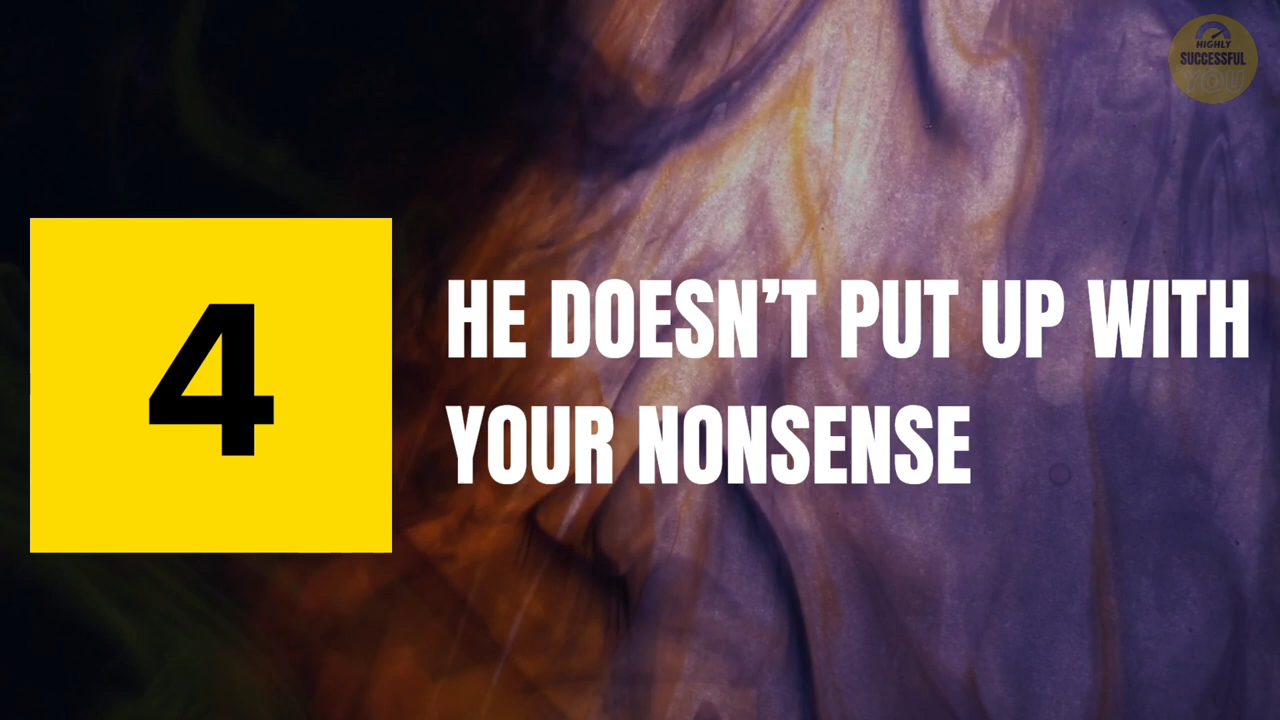 HIGHLY
SUCCESSFUL
YOU
4
HE DOESN’T PUT UP WITH
YOUR NONSENSE